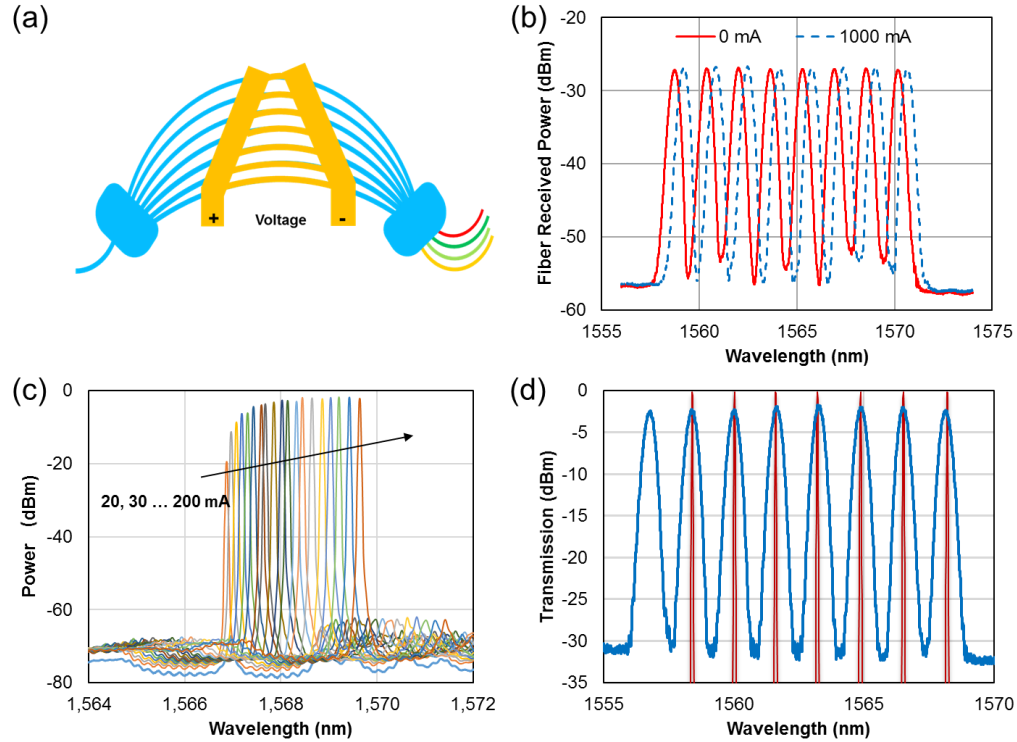 (a)
+ Voltage -
(b)
0 mA 1000 mA
Fiber Received Power (dBm)
-20
-30
-40
-50
-60
1555 1560 1565 1570 1575
Wavelength (nm)
(c)
20, 30 … 200 mA
Power (dBm)
0
-20
-40
-60
-80
1,564 1,566 1,568 1,570 1,572
Wavelength (nm)
(d)
Transmission (dBm)
0
-5
-10
-15
-20
-25
-30
-35
1555 1560 1565 1570
Wavelength (nm)